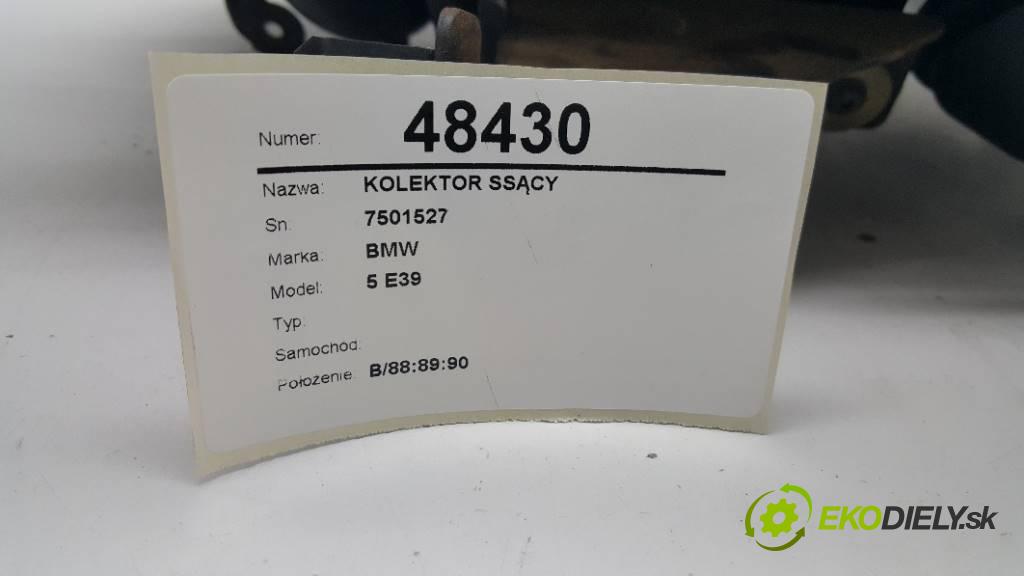 Numer: 48430
Nazwa: KOLEKTOR SSĄCY
Sn: 7501527
Marka: BMW
Model: 5 E39
Typ:
Samochód:
Położenie: B/88:89:90
EKODIELY.sk